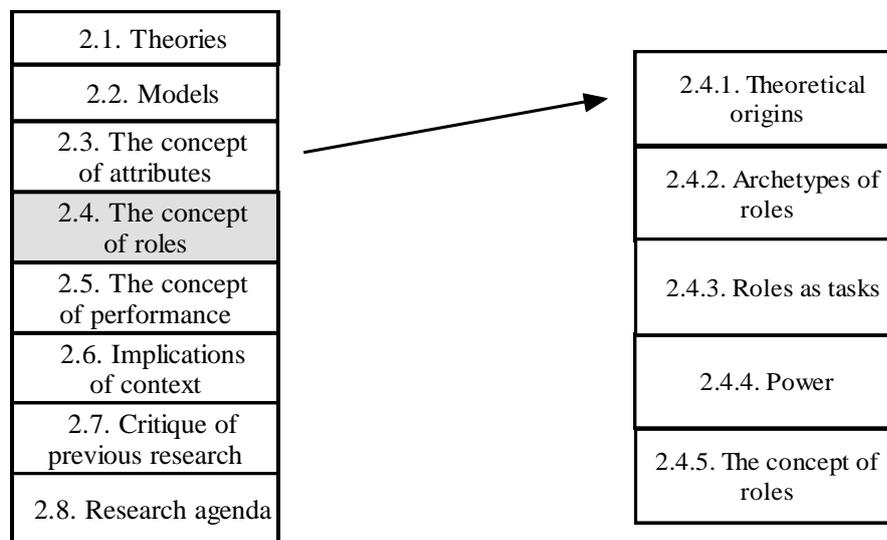 2.1. Theories
2.2. Models
2.3. The concept
of attributes
2.4. The concept
of roles
2.5. The concept
of performance
2.6. Implications
of context
2.7. Critique of
previous research
2.8. Research agenda
2.4.1. Theoretical
origins
2.4.2. Archetypes of
roles
2.4.3. Roles as tasks
2.4.4. Power
2.4.5. The concept of
roles